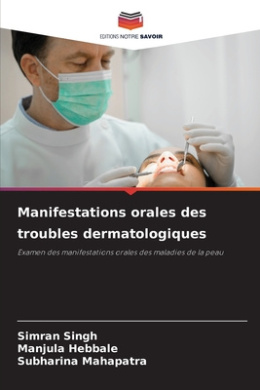 EDITIONS NOTRE SAVOIR
Manifestations orales des
troubles dermatologiques
Examen des manifestations orales des maladies de la peau
Simran Singh
Manjula Hebbale
Subharina Mahapatra